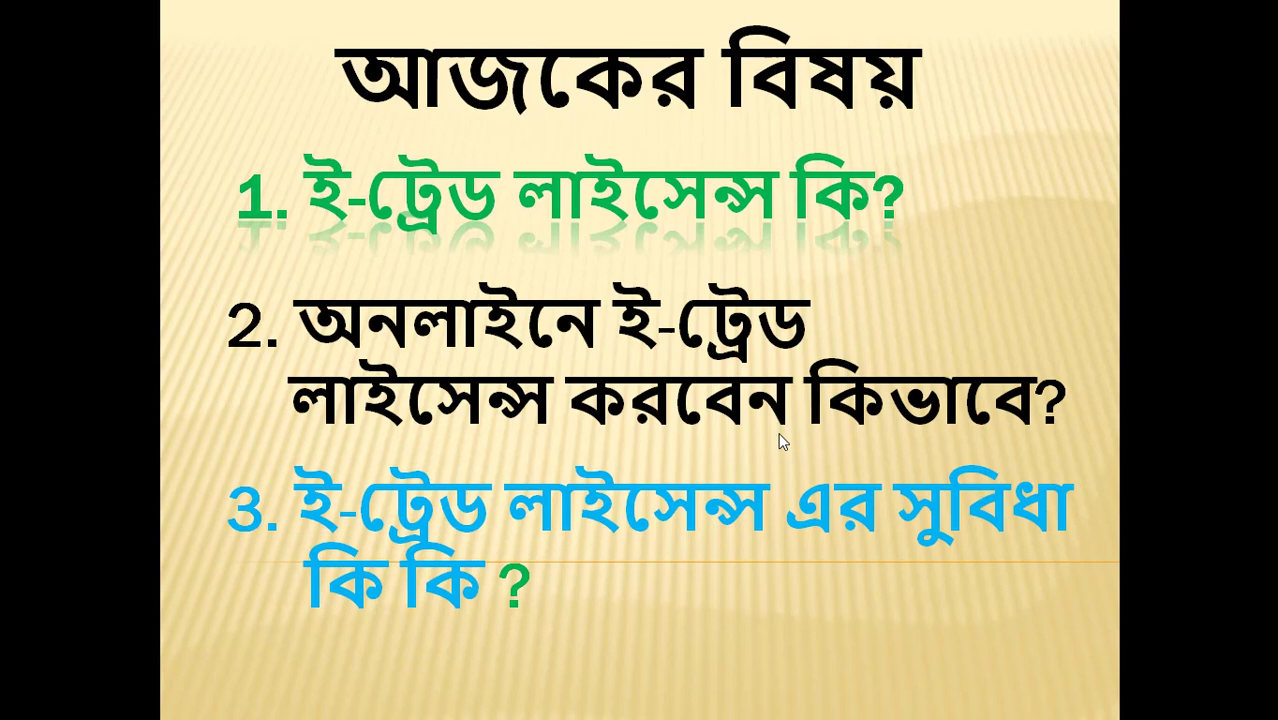 আজকের বিষয়
1. ই-ট্রেড লাইসেন্স কি?
2. অনলাইনে ই-ট্রেড
লাইসেন্স করবেন কিভাবে?
3. ই-ট্রেড লাইসেন্স এর সুবিধা
কি কি ?